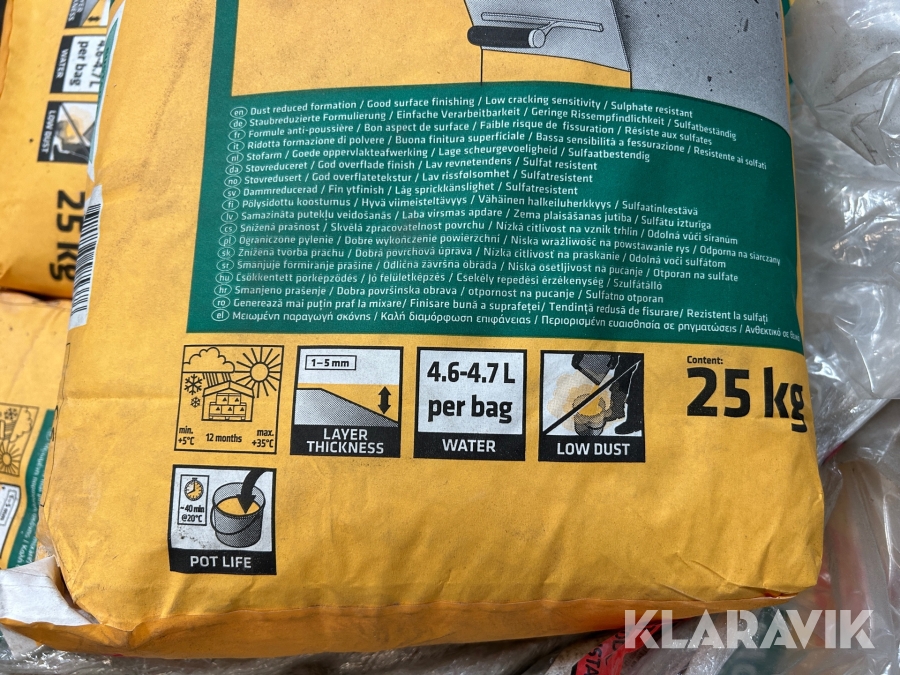 en Dust reduced formation / Good surface finishing / Low cracking sensitivity / Sulphate resistant
de Staubreduzierte Formulierung / Einfache Verarbeitbarkeit / Geringe Rissempfindlichkeit / Sulfatbeständig
fr Formule anti-poussière / Bon aspect de surface / Faible risque de fissuration / Résiste aux sulfates
it Ridotta formazione di polvere / Buona finitura superficiale / Bassa sensibilità a fessurazione / Resistente ai solfati
nl Stofarm / Goede oppervlakteafwerking / Lage scheurgevoeligheid / Sulfaatbestendig
da Støvreduceret / God overflade finish / Lav revnetendens / Sulfat resistent
no Støvredusert / God overflatetekstur / Lav rissfølsomhet / Sulfatresistent
sv Dammreducerad / Fin ytfinish / Låg sprickkänslighet / Sulfatresistent
fi Pölysidottu koostumus / Hyvä viimeisteltävyys / Vähäinen halkeiluherkkyys / Sulfaatinkestävä
lv Samazināta putekļu veidošanās / Laba virsmas apdare / Zema plaisāšanas jutība / Sulfātu izturīga
cs Snížená prašnost / Skvělá zpracovatelnost povrchu / Nízká citlivost na vznik trhlin / Odolná vůči síranům
pl Ograniczone pylenie / Dobre wykończenie powierzchni / Niska wrażliwość na powstawanie rys / Odporna na siarczany
sk Znížená tvorba prachu / Dobrá povrchová úprava / Nízka citlivosť na praskanie / Odolná voči sulfátom
sr Smanjuje formiranje prašine / Odlična završna obrada / Niska osetljivost na pucanje / Otporan na sulfate
hu Csökkentett porképződés / Jó felületképzés / Csekély repedési érzékenység / Szulfátálló
hr Smanjeno prašenje / Dobra površinska obrava / otpornost na pucanje / Sulfatno otporan
ro Generează mai puțin praf la mixare/ Finisare bună a suprafeței/ Tendință redusă de fisurare/ Rezistent la sulfați
el Μειωμένη παραγωγή σκόνης / Καλή διαμόρφωση επιφάνειας / Περιορισμένη ευαισθησία σε ρηγματώσεις / Ανθεκτικό σε
min. +5°C
12 months
max. +35°C
1–5 mm
LAYER
THICKNESS
4.6-4.7 L
per bag
WATER
LOW DUST
Content:
25 kg
~40 min
@20°C
POT LIFE
4.6-4.7 L
per bag
WATER
LOW DUST
25 kg
KLARAVIK